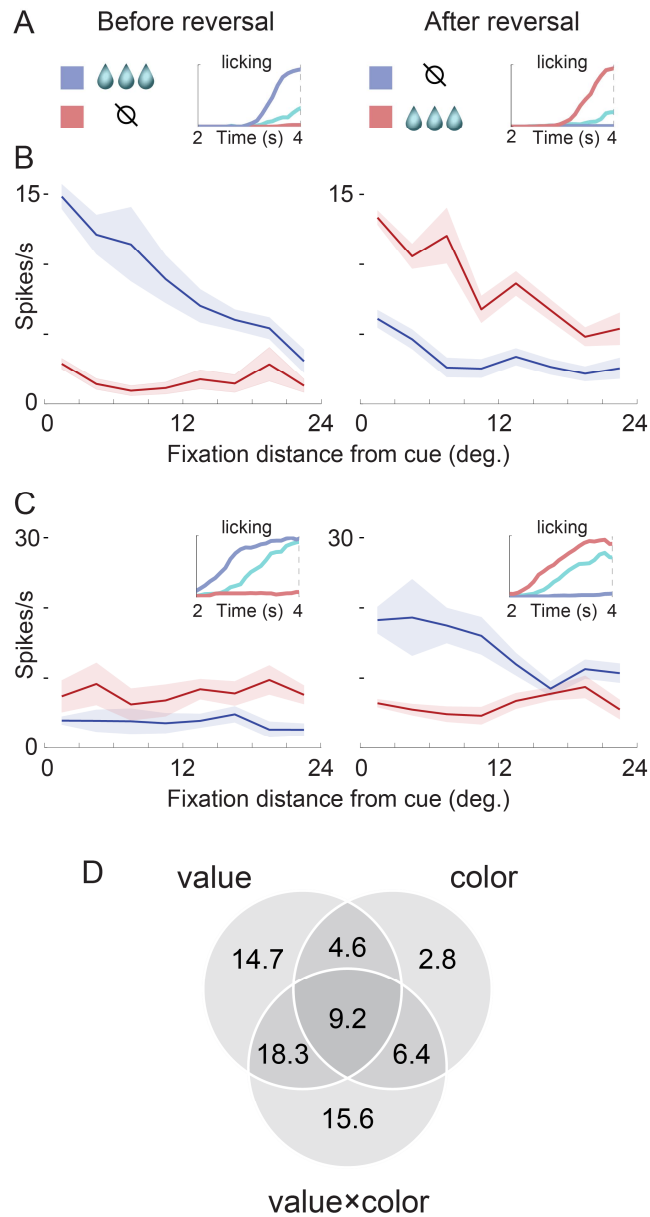 A
Before reversal
After reversal
licking
2 Time (s) 4
licking
2 Time (s) 4
B
15
0
Spikes/s
0 12 24
Fixation distance from cue (deg.)
15
0 12 24
C
30
0
Spikes/s
licking
2 Time (s) 4
0 12 24
Fixation distance from cue (deg.)
30
licking
2 Time (s) 4
0 12 24
D
value
color
14.7
4.6
2.8
9.2
18.3
6.4
15.6
value×color